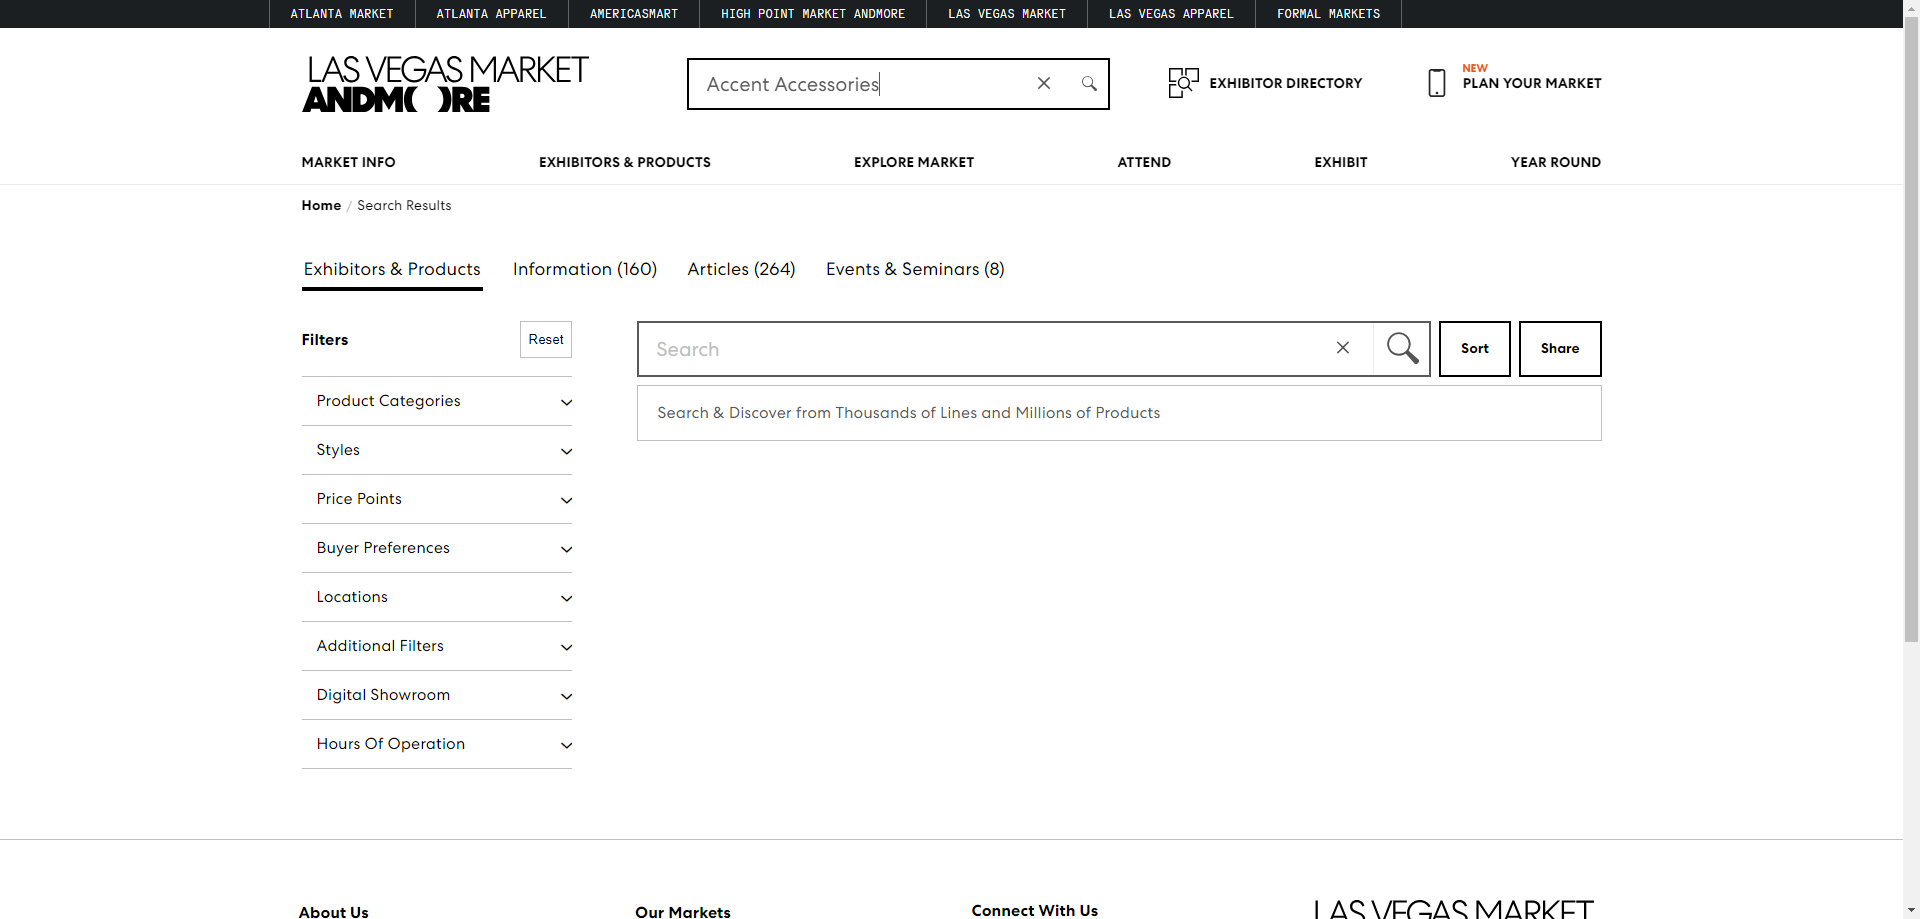 ATLANTA MARKET
ATLANTA APPAREL
AMERICASMART
HIGH POINT MARKET ANDMORE
LAS VEGAS MARKET
LAS VEGAS APPAREL
FORMAL MARKETS
LAS VEGAS MARKET
ANDMORE
Accent Accessories
EXHIBITOR DIRECTORY
NEW
PLAN YOUR MARKET
MARKET INFO
EXHIBITORS & PRODUCTS
EXPLORE MARKET
ATTEND
EXHIBIT
YEAR ROUND
Home / Search Results
Exhibitors & Products
Information (160)
Articles (264)
Events & Seminars (8)
Filters
Reset
Search
Sort
Share
Product Categories
Search & Discover from Thousands of Lines and Millions of Products
Styles
Price Points
Buyer Preferences
Locations
Additional Filters
Digital Showroom
Hours Of Operation
About Us
Our Markets
Connect With Us
LAS VEGAS MARKET